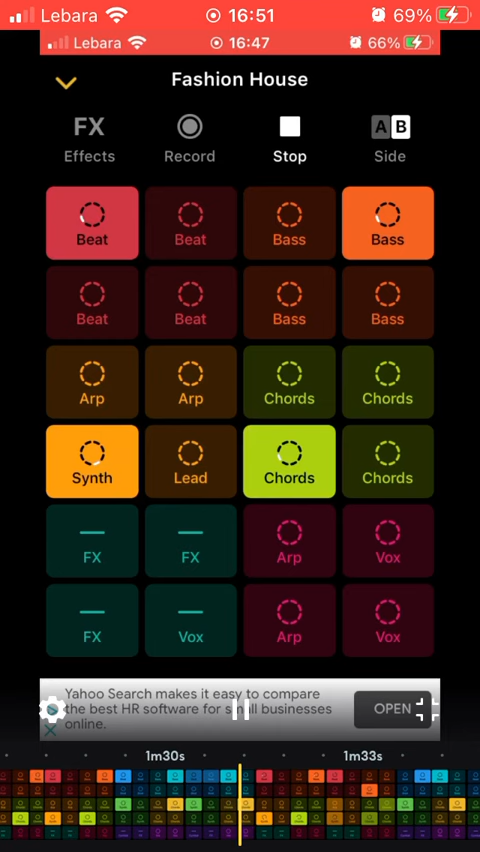 Lebara 16:51 69%
Lebara 16:47 66%
Fashion House
FX A B
Effects Record Stop Side
Beat Beat Bass Bass
Beat Beat Bass Bass
Arp Arp Chords Chords
Synth Lead Chords Chords
FX FX Arp Vox
FX Vox Arp Vox
Yahoo Search makes it easy to compare
the best HR software for small businesses
online.
OPEN
1m30s 1m33s